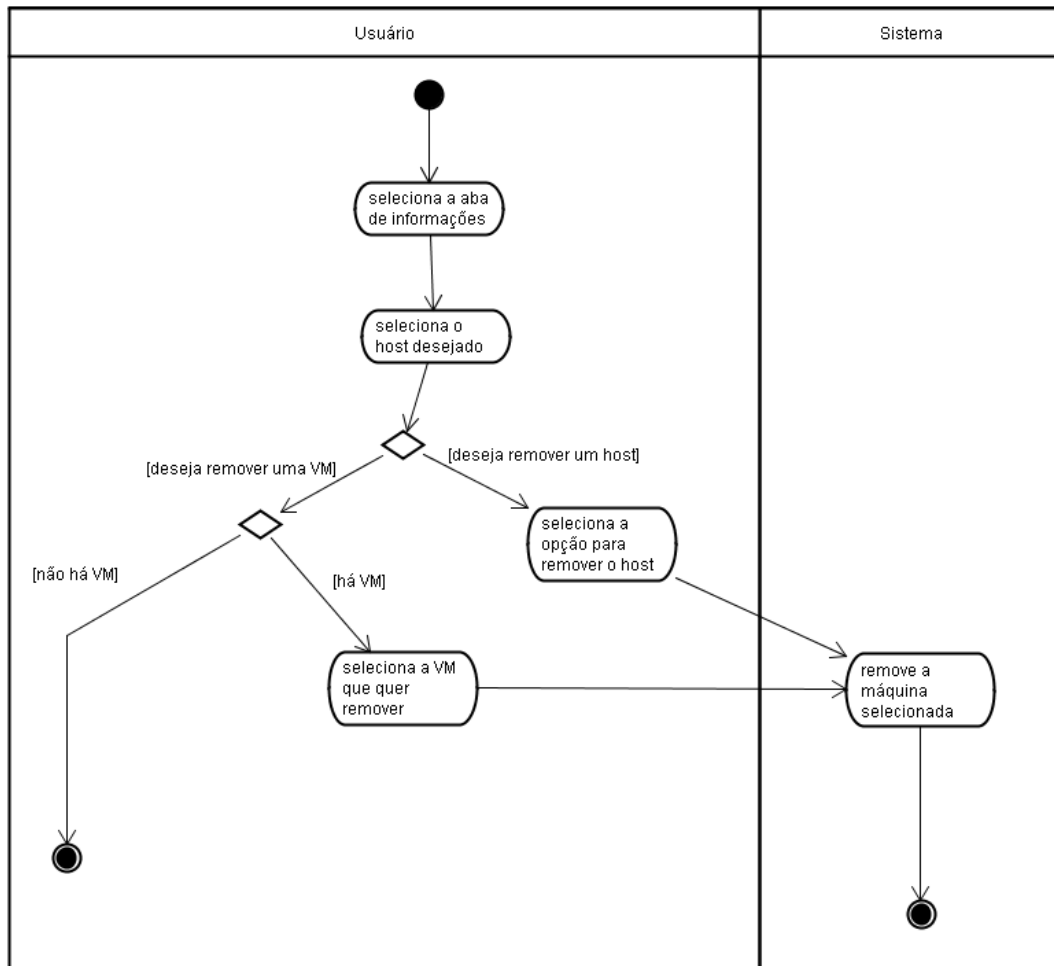 Usuário
Sistema
seleciona a aba
de informações
seleciona o
host desejado
[deseja remover uma VM]
[deseja remover um host]
seleciona a
opção para
remover o host
[não há VM]
[há VM]
seleciona a VM
que quer
remover
remove a
máquina
selecionada